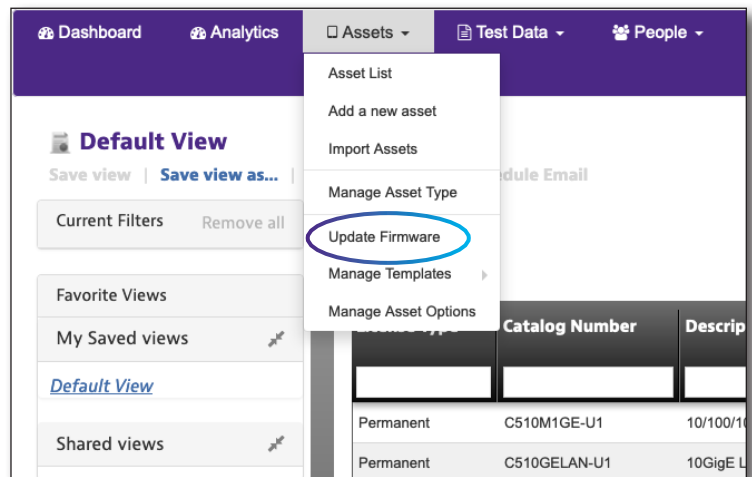 Dashboard Analytics Assets Test Data People
Asset List
Add a new asset
Import Assets
Manage Asset Type
Update Firmware
Manage Templates
Manage Asset Options
Default View
Save view | Save view as... | edule Email
Current Filters Remove all
Favorite Views
My Saved views
Default View
Shared views
Catalog Number Descrip
Permanent C510M1GE-U1 10/100/10
Permanent C510GELAN-U1 10GigE L